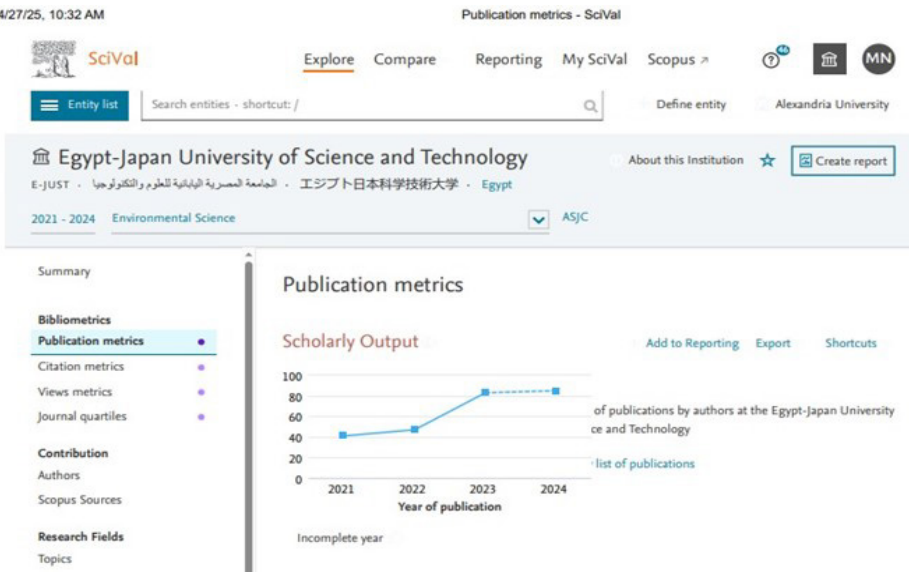 4/27/25, 10:32 AM Publication metrics - SciVal
SciVal Explore Compare Reporting My SciVal Scopus ↗ 46 MN
Entity list Search entities - shortcut: / Define entity Alexandria University
Egypt-Japan University of Science and Technology About this Institution Create report
E-JUST · الجامعة المصرية اليابانية للعلوم والتكنولوجيا · エジプト日本科学技術大学 · Egypt
2021 - 2024 Environmental Science ASJC
Summary
Bibliometrics
Publication metrics
Citation metrics
Views metrics
Journal quartiles
Contribution
Authors
Scopus Sources
Research Fields
Topics
Publication metrics
Scholarly Output Add to Reporting Export Shortcuts
100
80
60
40
20
0
2021 2022 2023 2024
Year of publication
Incomplete year
of publications by authors at the Egypt-Japan University
ce and Technology
list of publications